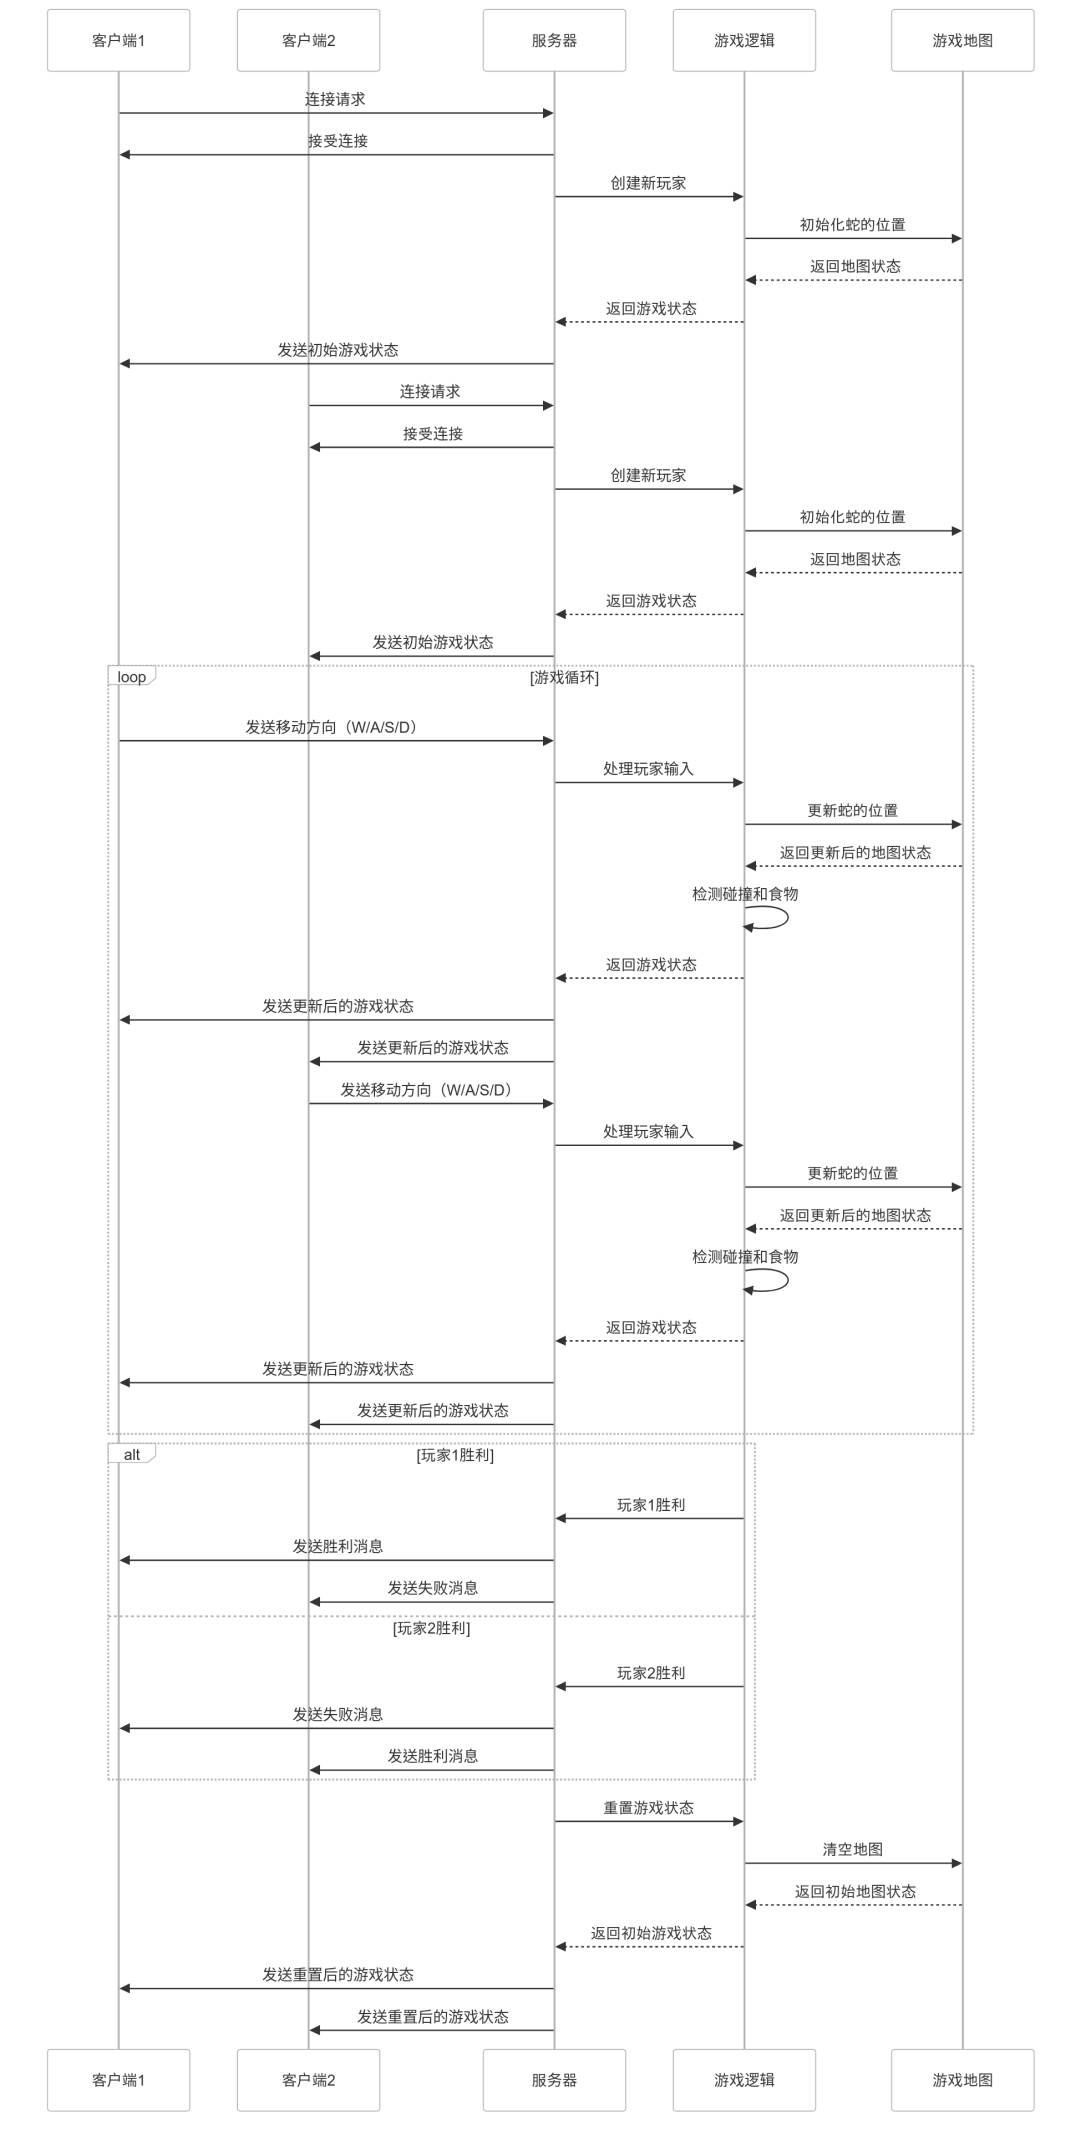 客户端1
客户端2
服务器
游戏逻辑
游戏地图
连接请求
接受连接
创建新玩家
初始化蛇的位置
返回地图状态
返回游戏状态
发送初始游戏状态
连接请求
接受连接
创建新玩家
初始化蛇的位置
返回地图状态
返回游戏状态
发送初始游戏状态
loop
[游戏循环]
发送移动方向（W/A/S/D）
处理玩家输入
更新蛇的位置
返回更新后的地图状态
检测碰撞和食物
返回游戏状态
发送更新后的游戏状态
发送更新后的游戏状态
发送移动方向（W/A/S/D）
处理玩家输入
更新蛇的位置
返回更新后的地图状态
检测碰撞和食物
返回游戏状态
发送更新后的游戏状态
发送更新后的游戏状态
alt
[玩家1胜利]
玩家1胜利
发送胜利消息
发送失败消息
[玩家2胜利]
玩家2胜利
发送失败消息
发送胜利消息
重置游戏状态
清空地图
返回初始地图状态
返回初始游戏状态
发送重置后的游戏状态
发送重置后的游戏状态
客户端1
客户端2
服务器
游戏逻辑
游戏地图